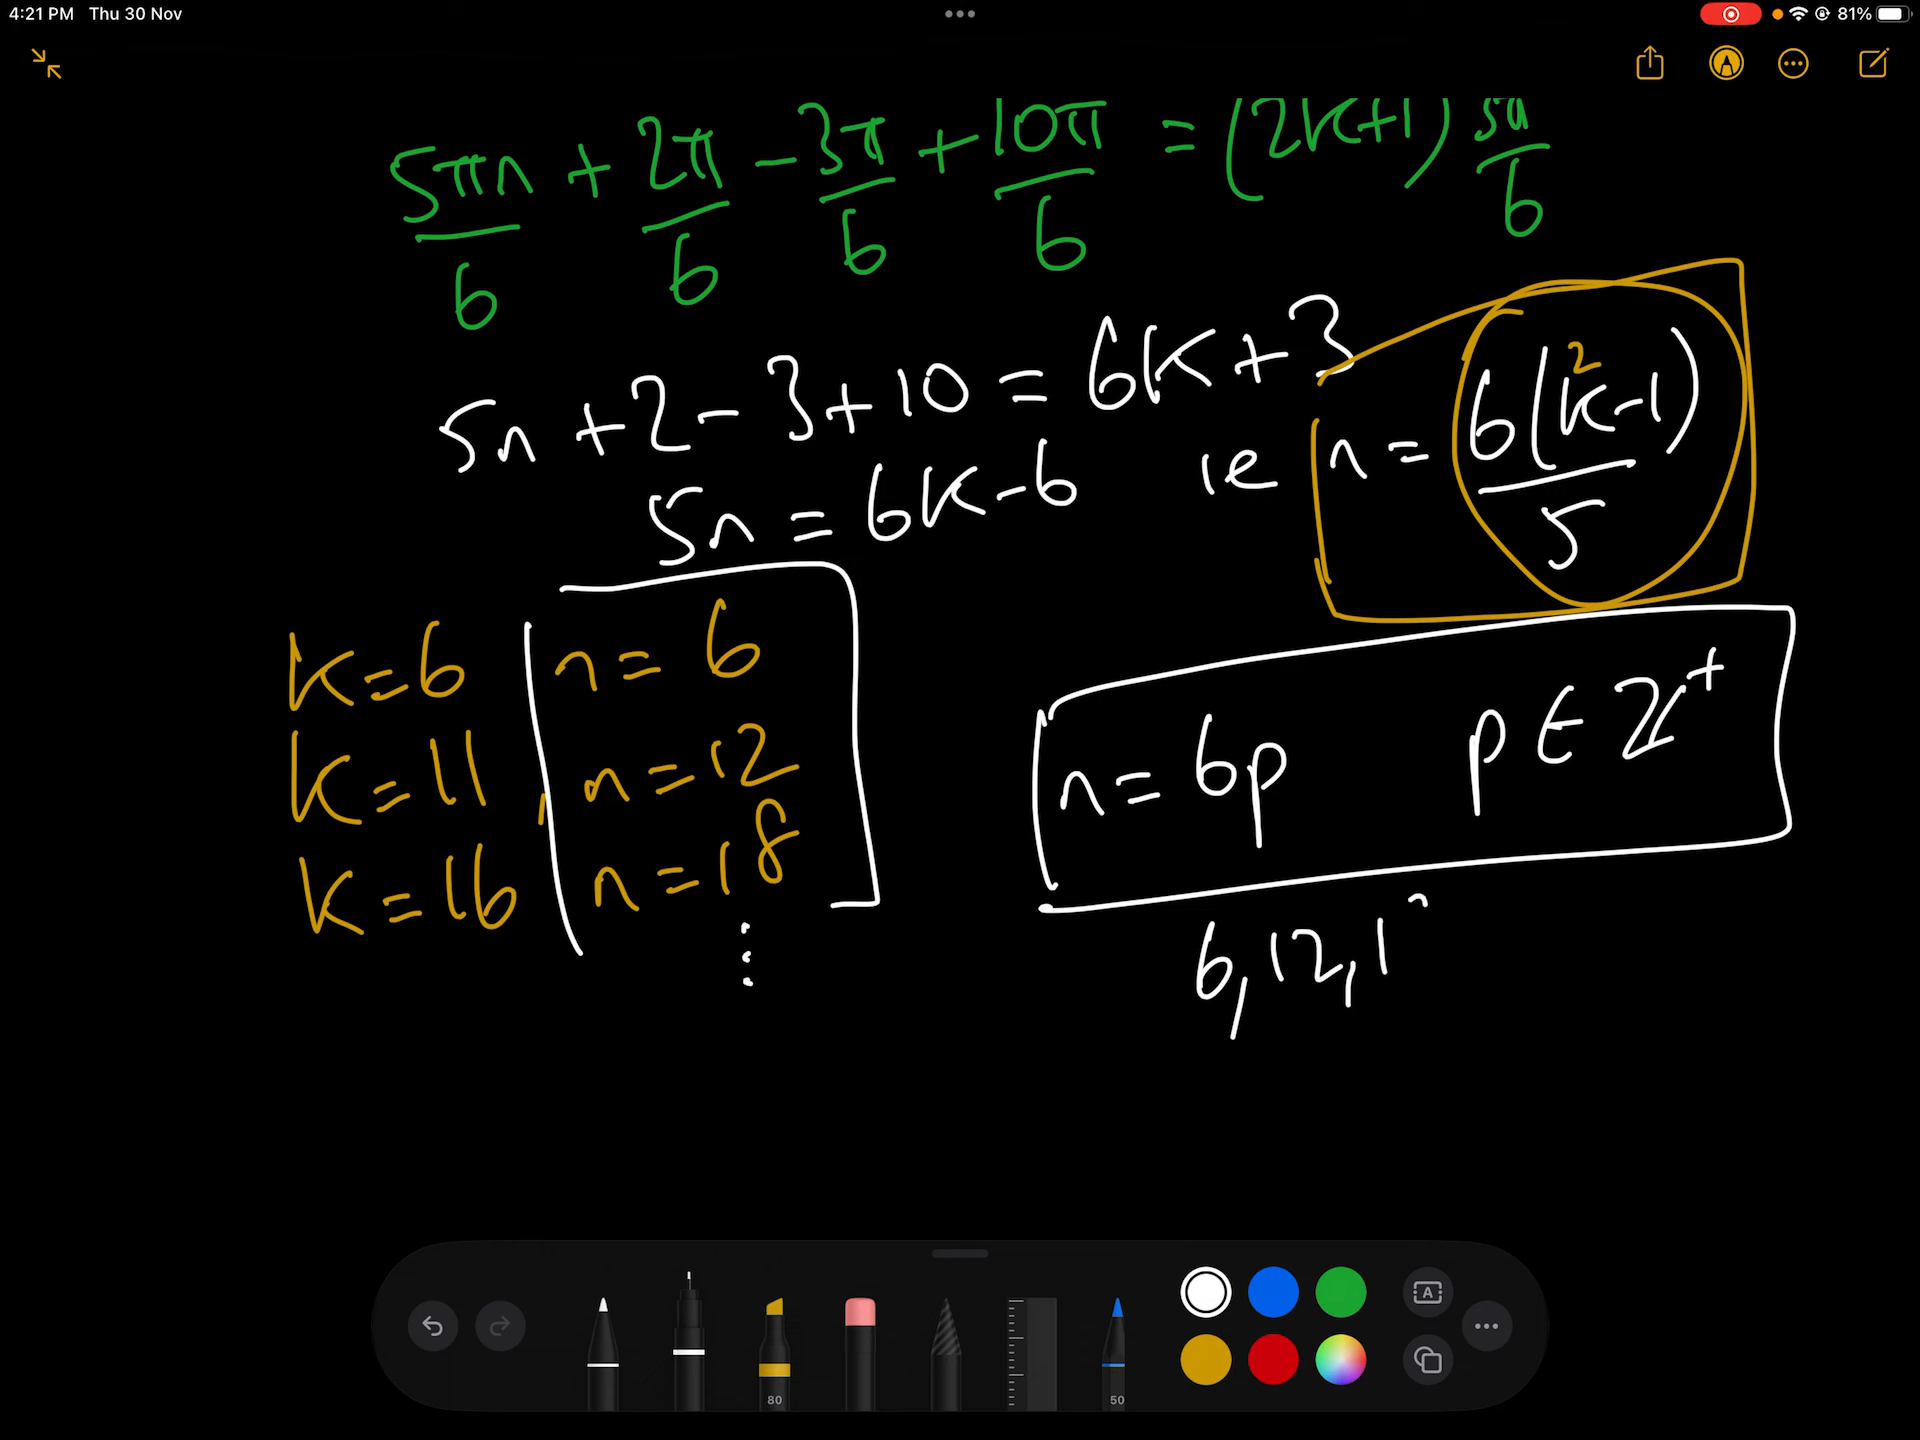 4:21 PM Thu 30 Nov
81%
5πn/6 + 2π/6 - 3π/6 + 10π/6 = (2k+1) 3π/6
5n + 2 - 3 + 10 = 6k + 3
5n = 6k - 6 ie n = 6(k-1)/5
2
k = 6 n = 6
k = 11 n = 12
k = 16 n = 18
⋮
n = 6p p ∈ ℤ⁺
6, 12, 1
80
50
A